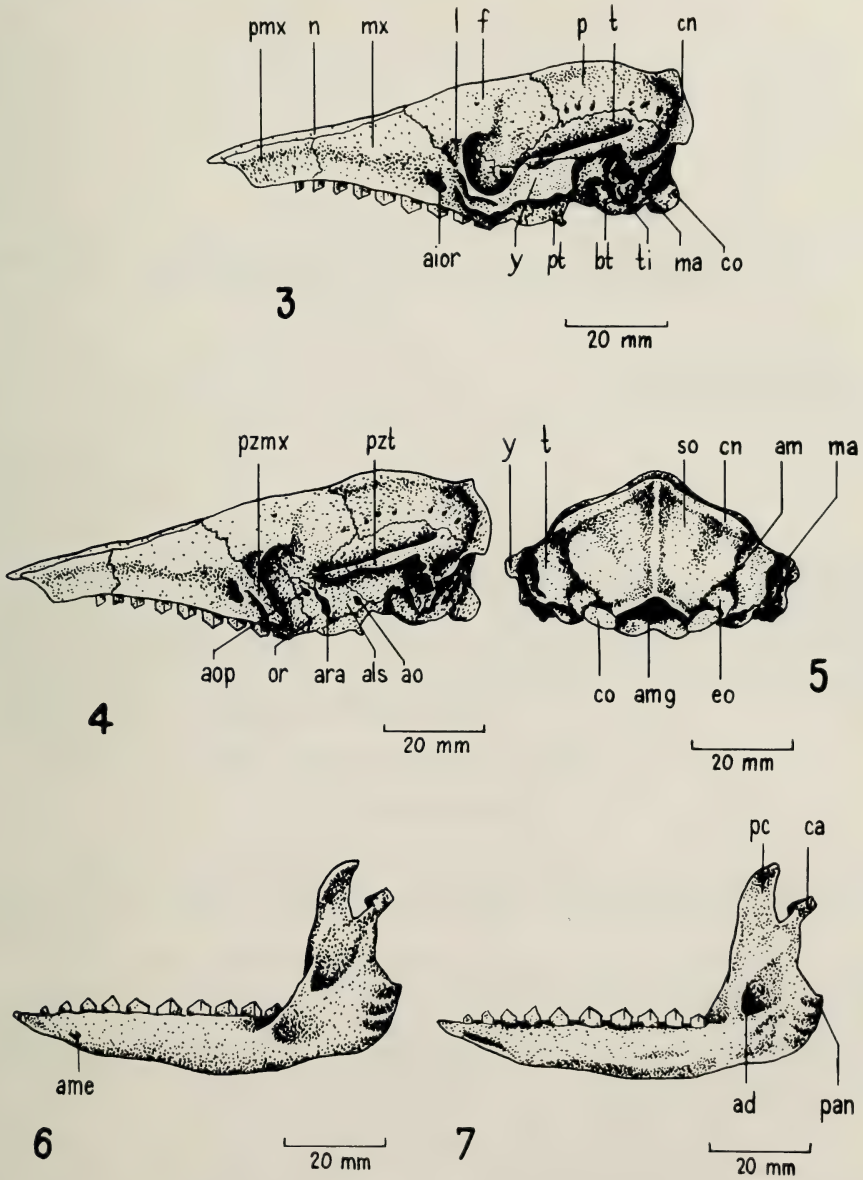 pmx n mx l f p t cn
aior y pt bt ti ma co
3
20 mm
pzmx pzt
aop or ara als ao
4
20 mm
y t so cn am ma
co amg eo
5
20 mm
ame
6
20 mm
pc ca
ad pan
7
20 mm